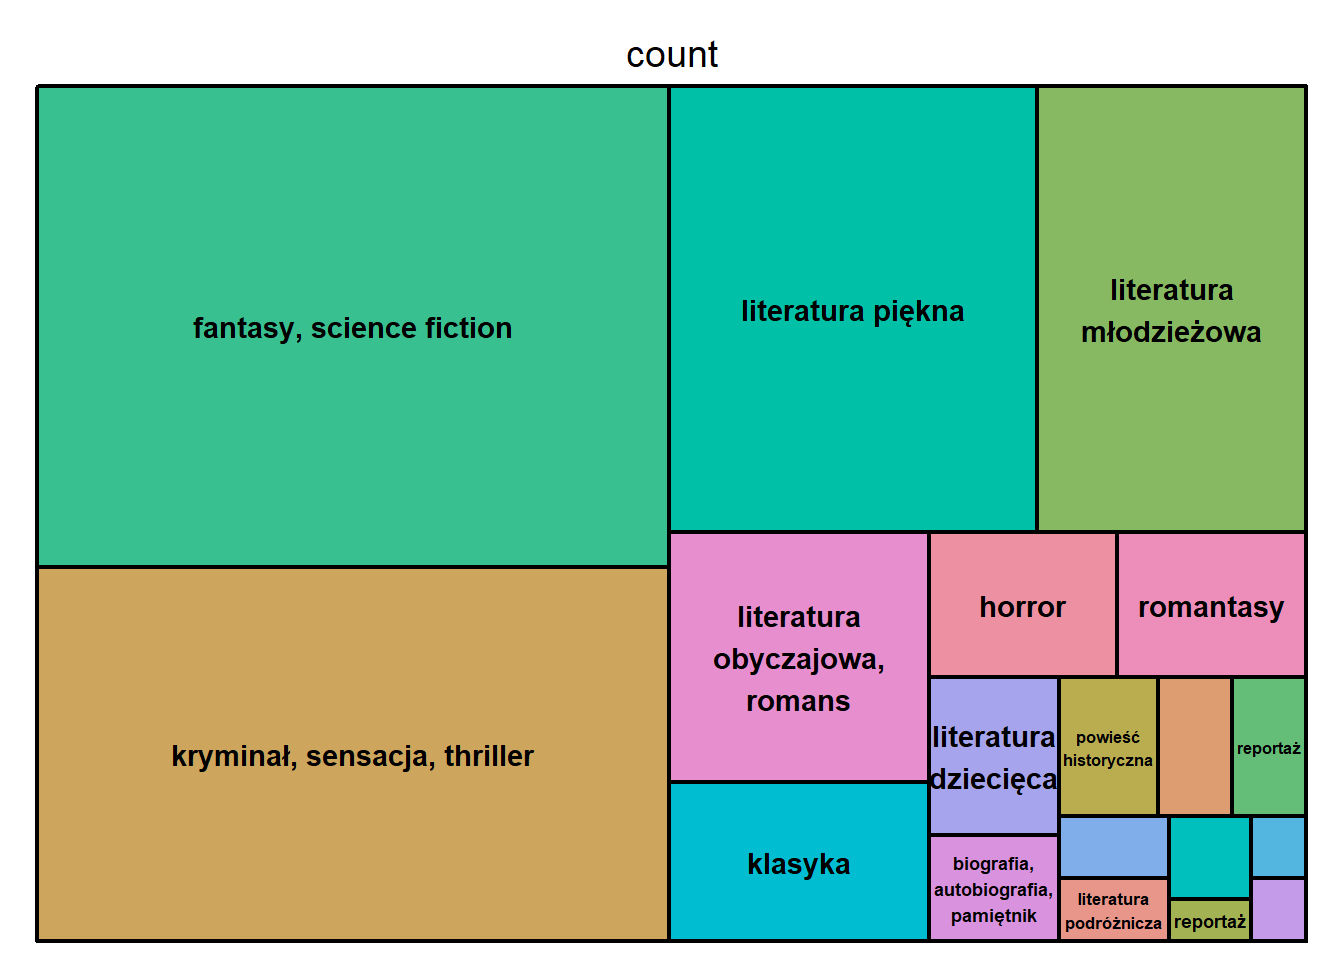 count
fantasy, science fiction
literatura piękna
literatura
młodzieżowa
kryminał, sensacja, thriller
literatura
obyczajowa,
romans
klasyka
horror
romantasy
literatura
dziecięca
powieść
historyczna
reportaż
biografia,
autobiografia,
pamiętnik
literatura
podróżnicza
reportaż